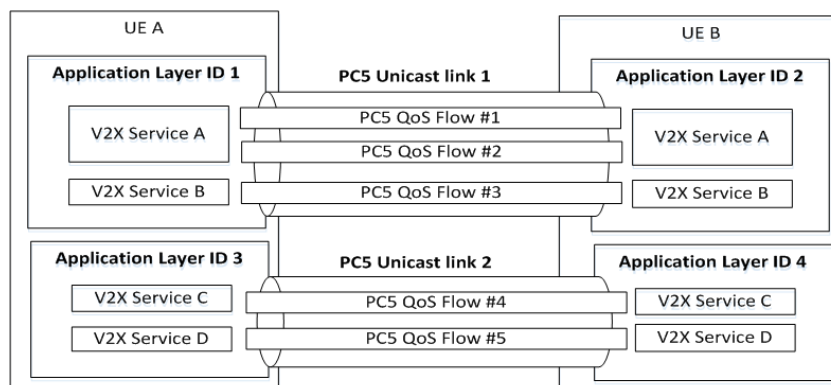 UE A
UE B
Application Layer ID 1
PC5 Unicast link 1
Application Layer ID 2
PC5 QoS Flow #1
V2X Service A
V2X Service A
PC5 QoS Flow #2
V2X Service B
PC5 QoS Flow #3
V2X Service B
Application Layer ID 3
PC5 Unicast link 2
Application Layer ID 4
V2X Service C
PC5 QoS Flow #4
V2X Service C
V2X Service D
PC5 QoS Flow #5
V2X Service D